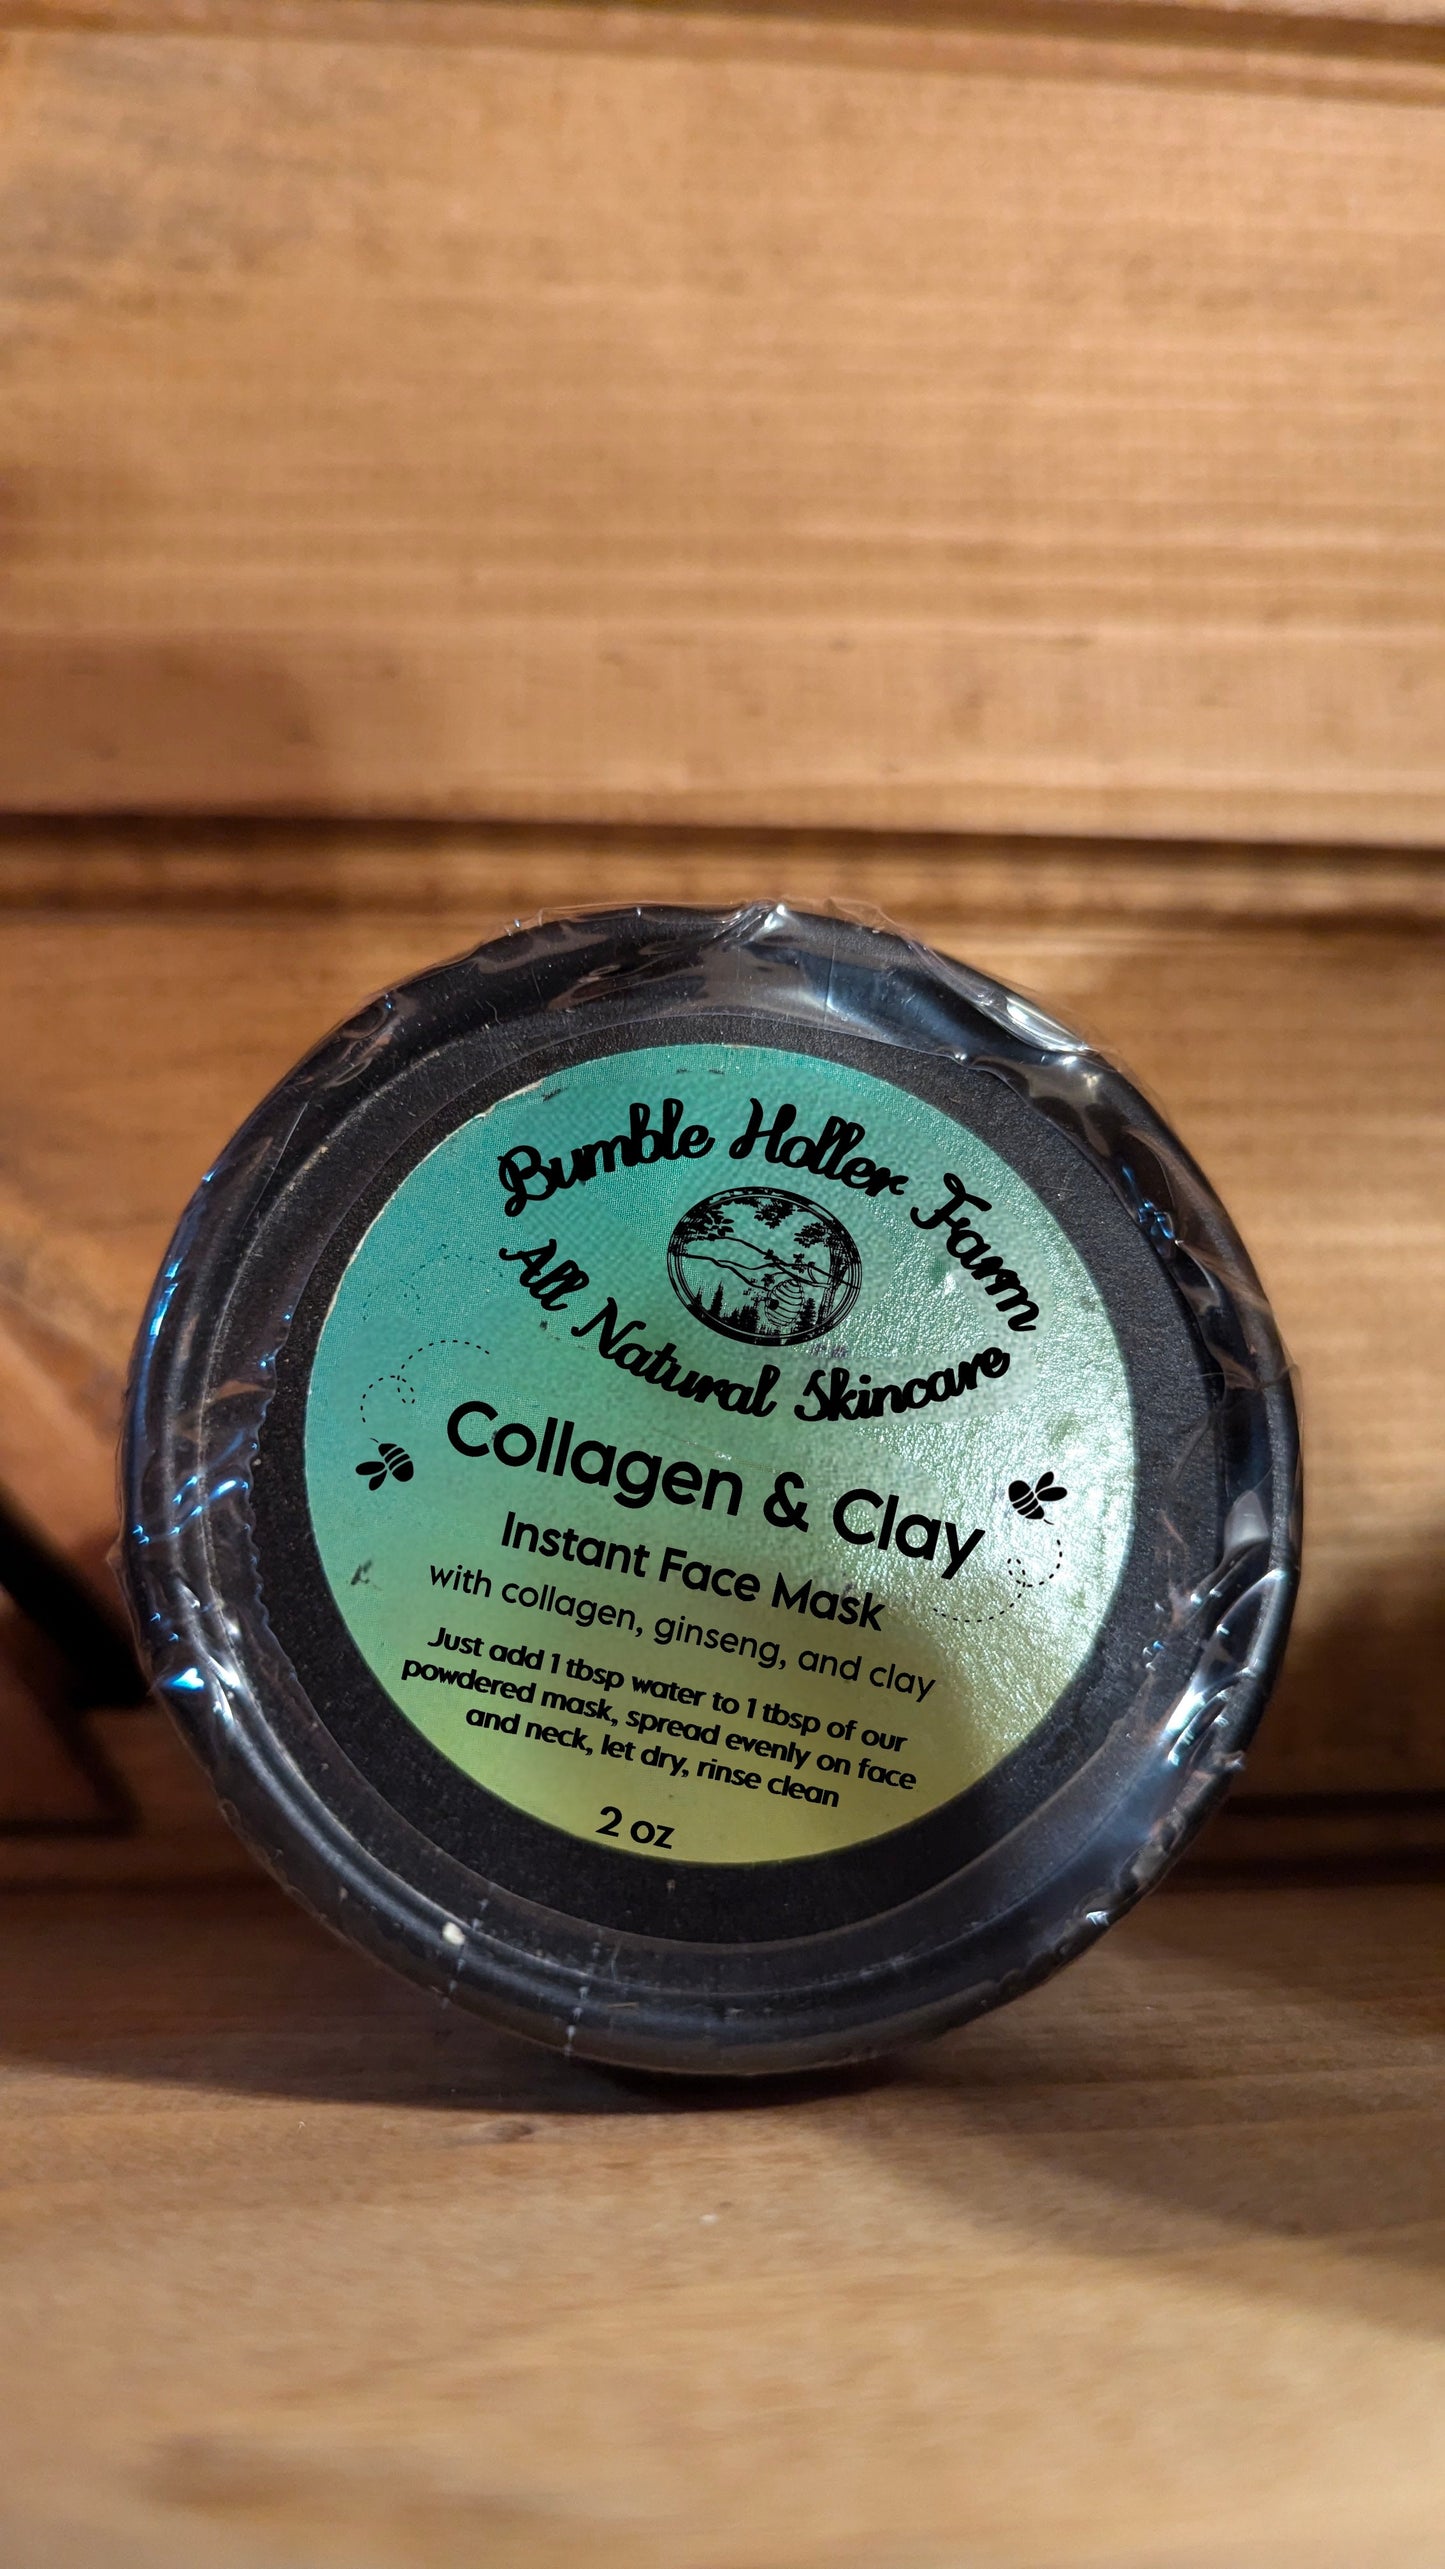 Bumble Holler Farm
All Natural Skincare
Collagen & Clay
Instant Face Mask
with collagen, ginseng, and clay
Just add 1 tbsp water to 1 tbsp of our
powdered mask, spread evenly on face
and neck, let dry, rinse clean
2 oz